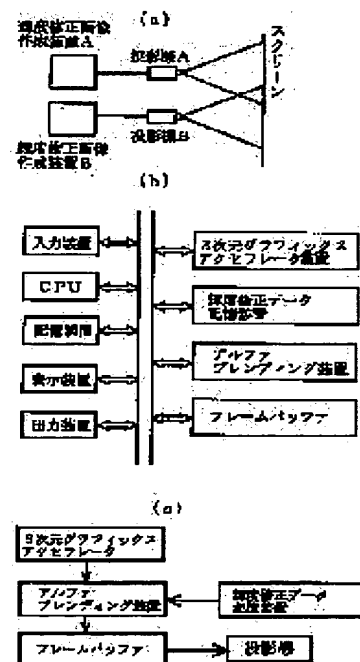 (a)
輝度修正画像
作成装置A
投影機A
スクリーン
輝度修正画像
作成装置B
投影機B
(b)
入力装置
CPU
記憶装置
表示装置
出力装置
3次元グラフィックス
アクセラレータ装置
輝度修正データ
記憶装置
アルファ
ブレンディング装置
フレームバッファ
(c)
3次元グラフィックス
アクセラレータ
アルファ
ブレンディング装置
輝度修正データ
記憶装置
フレームバッファ
投影機